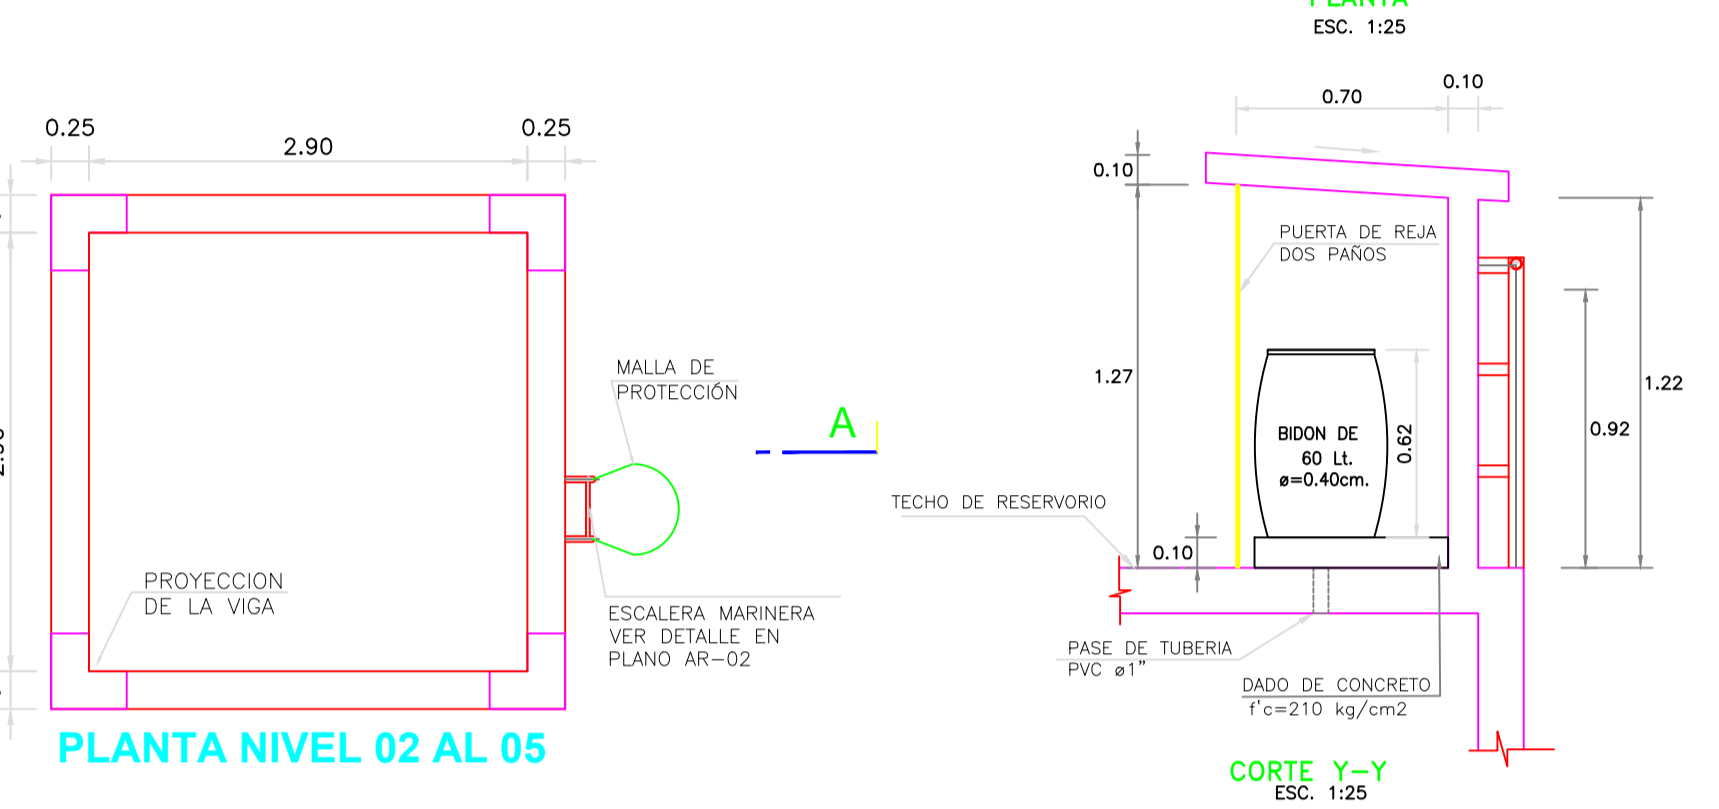 PLANTA
ESC. 1:25
0.25
2.90
0.25
MALLA DE
PROTECCIÓN
A
PROYECCION
DE LA VIGA
ESCALERA MARINERA
VER DETALLE EN
PLANO AR-02
PLANTA NIVEL 02 AL 05
0.70
0.10
0.10
PUERTA DE REJA
DOS PAÑOS
1.27
1.22
0.92
BIDON DE
60 Lt.
ø=0.40cm.
0.62
TECHO DE RESERVORIO
0.10
PASE DE TUBERIA
PVC ø1"
DADO DE CONCRETO
f'c=210 kg/cm2
CORTE Y-Y
ESC. 1:25